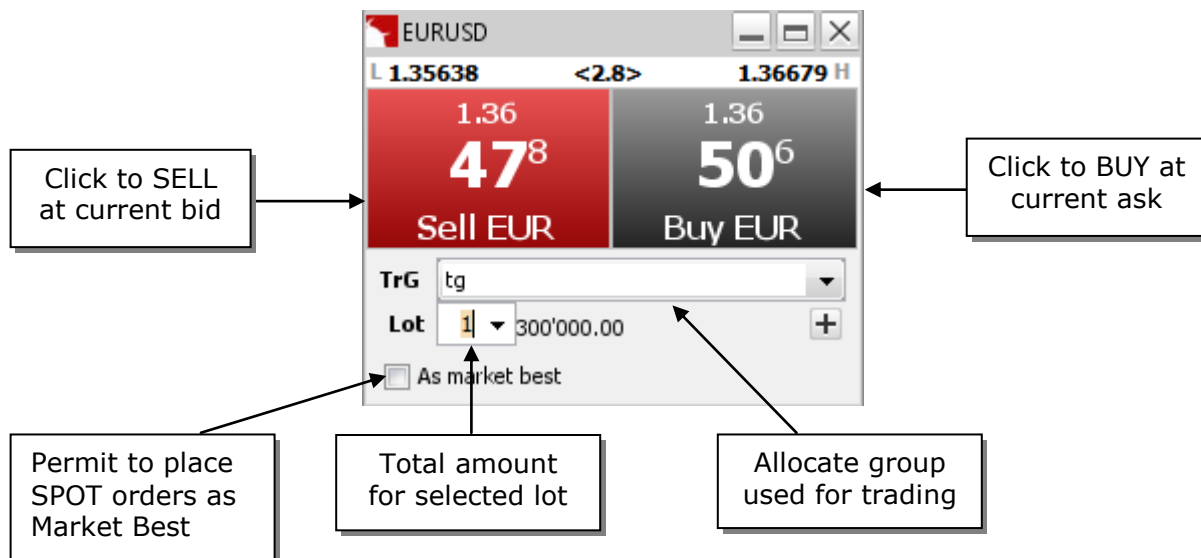 EURUSD
L 1.35638 <2.8> 1.36679 H
1.36 1.36
47⁸ 50⁶
Sell EUR Buy EUR
Click to SELL
at current bid
Click to BUY at
current ask
TrG tg
Lot 1 300'000.00 +
As market best
Permit to place
SPOT orders as
Market Best
Total amount
for selected lot
Allocate group
used for trading